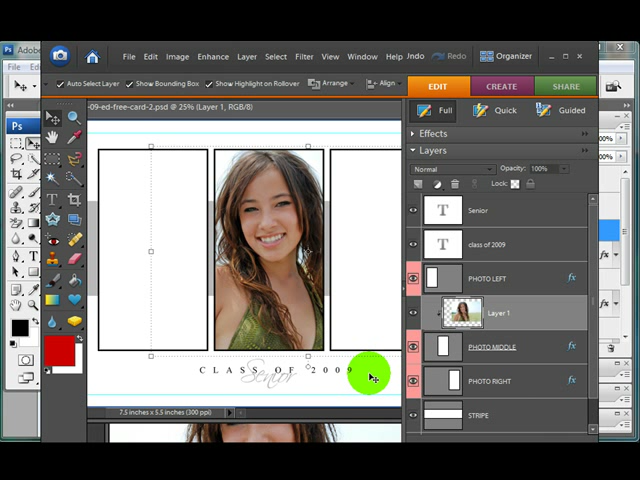 Adob
File
File Edit Image Enhance Layer Select Filter View Window Help Undo Redo Organizer
Auto Select Layer Show Bounding Box Show Highlight on Rollover Arrange Align
EDIT CREATE SHARE
-09-ed-free-card-2.psd @ 25% (Layer 1, RGB/8)
Full Quick Guided
Effects
Layers
Normal Opacity: 100%
Lock:
Ps
T Senior
T class of 2009
PHOTO LEFT fx
Layer 1
PHOTO MIDDLE fx
PHOTO RIGHT fx
STRIPE
CLASS OF 2009
Senior
7.5 inches x 5.5 inches (300 ppi)